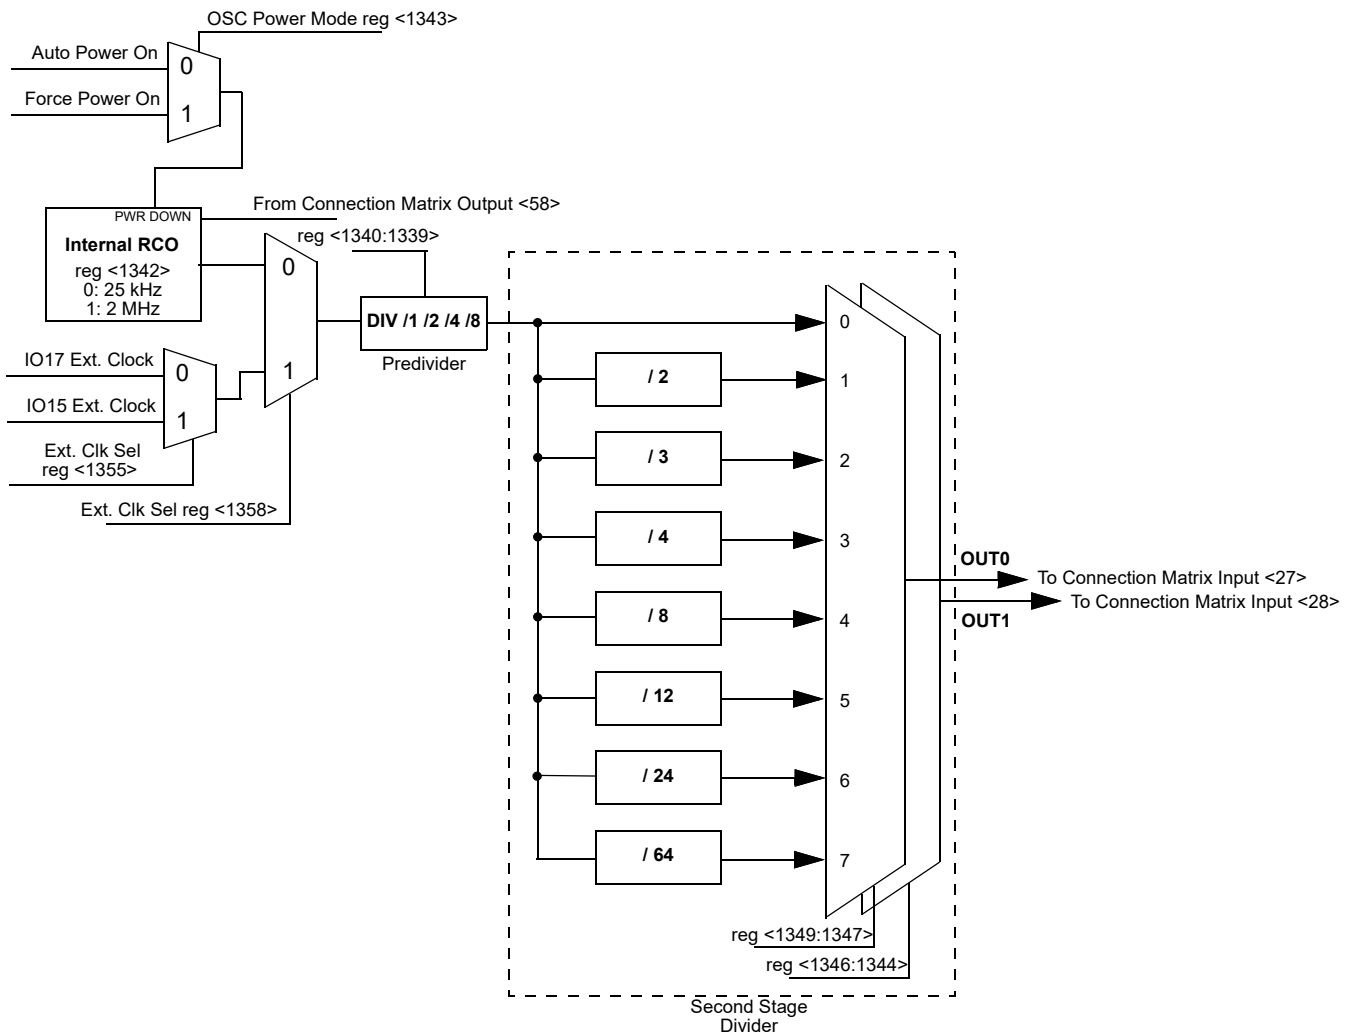 OSC Power Mode reg <1343>
Auto Power On
0
Force Power On
1
PWR DOWN
From Connection Matrix Output <58>
Internal RCO
reg <1342>
0: 25 kHz
1: 2 MHz
reg <1340:1339>
0
DIV /1 /2 /4 /8
Predivider
IO17 Ext. Clock
0
1
IO15 Ext. Clock
1
Ext. Clk Sel
reg <1355>
Ext. Clk Sel reg <1358>
0
/ 2
1
/ 3
2
/ 4
3
/ 8
4
/ 12
5
/ 24
6
/ 64
7
OUT0
To Connection Matrix Input <27>
To Connection Matrix Input <28>
OUT1
reg <1349:1347>
reg <1346:1344>
Second Stage
Divider